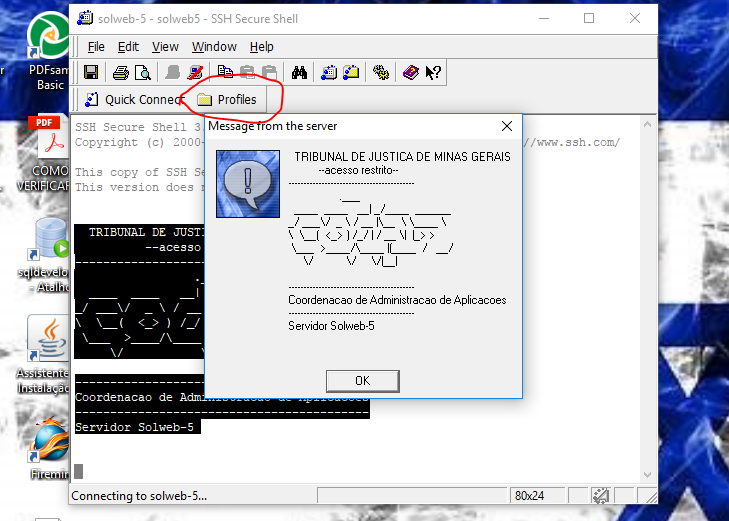 solweb-5 - solweb5 - SSH Secure Shell
File Edit View Window Help
Quick Connect Profiles
SSH Secure Shell 3.
Copyright (c) 2000- //www.ssh.com/
This copy of SSH Se
This version does n
TRIBUNAL DE JUSTI
--acesso
Coordenacao de Administracao de Aplicacoes
Servidor Solweb-5
Message from the server
TRIBUNAL DE JUSTICA DE MINAS GERAIS
--acesso restrito--
Coordenacao de Administracao de Aplicacoes
Servidor Solweb-5
OK
Connecting to solweb-5...
80x24
PDFsam
Basic
PDF
COMO
VERIFICAR
sqldevelo
- Atalho
Assistente
Instalação
Firemin